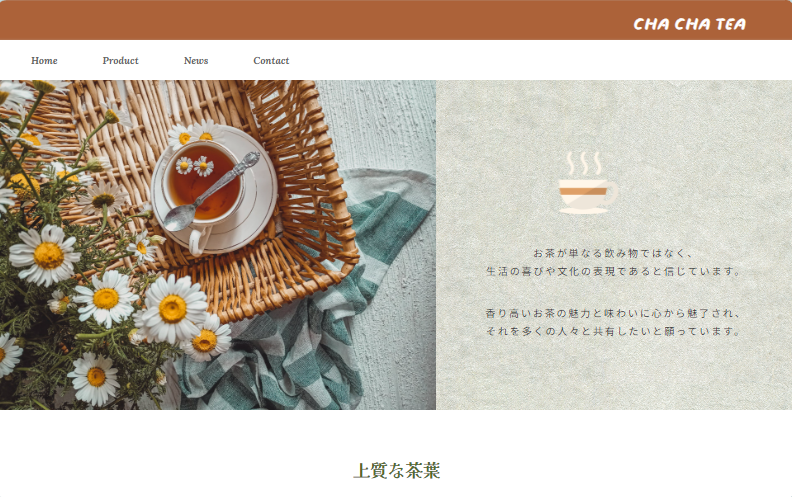 CHA CHA TEA
Home Product News Contact
お茶が単なる飲み物ではなく、
生活の喜びや文化の表現であると信じています。
香り高いお茶の魅力と味わいに心から魅了され、
それを多くの人々と共有したいと願っています。
上質な茶葉